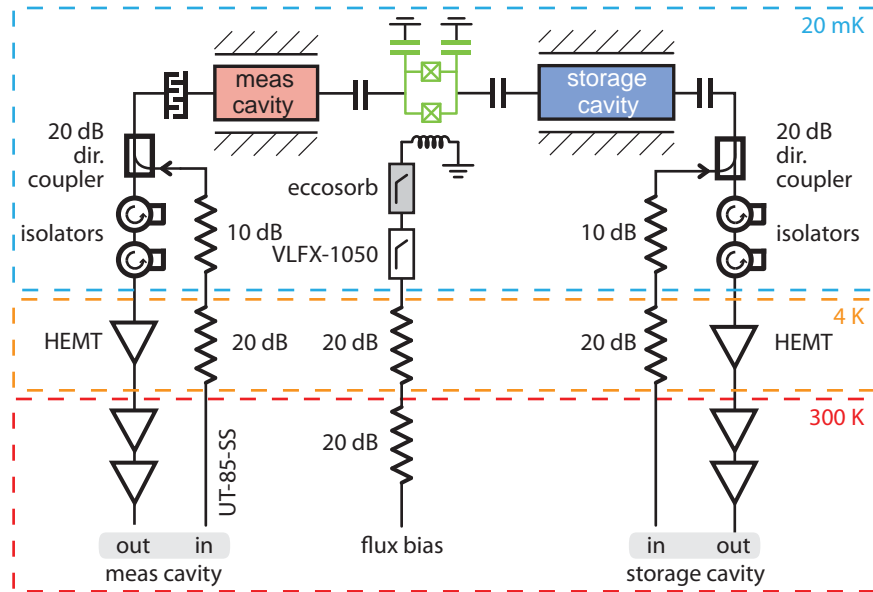 20 mK
meas
cavity
storage
cavity
20 dB
dir.
coupler
20 dB
dir.
coupler
eccosorb
isolators
10 dB
VLFX-1050
10 dB
isolators
4 K
HEMT
20 dB
20 dB
20 dB
HEMT
300 K
20 dB
UT-85-SS
out
in
flux bias
in
out
meas cavity
storage cavity